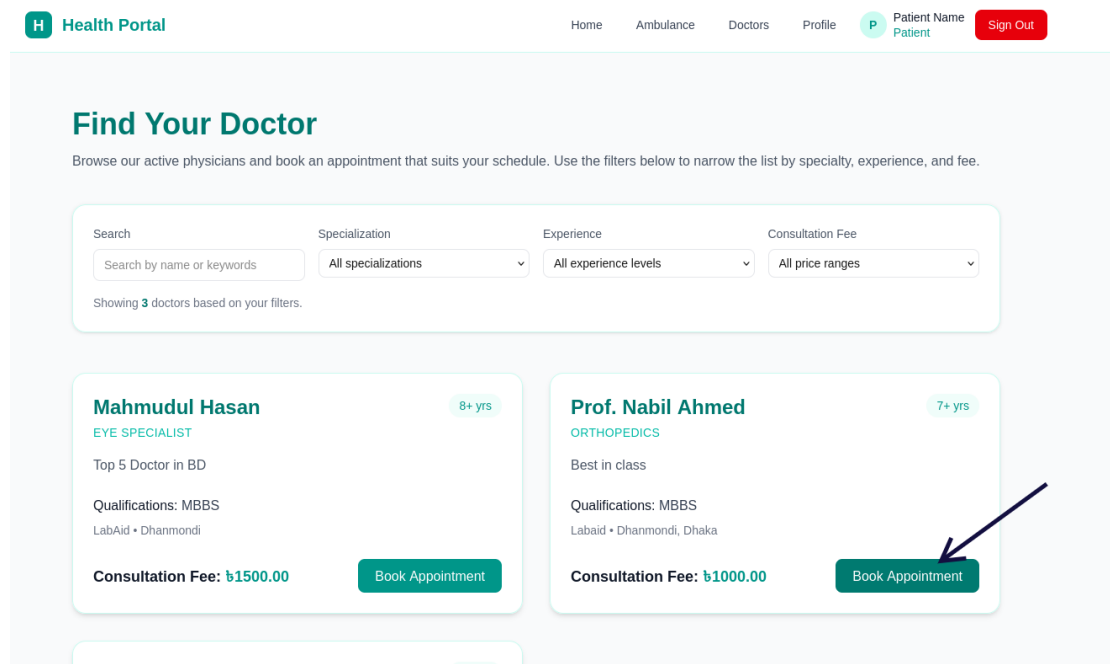 H Health Portal
Home Ambulance Doctors Profile P Patient Name Sign Out
Patient
Find Your Doctor
Browse our active physicians and book an appointment that suits your schedule. Use the filters below to narrow the list by specialty, experience, and fee.
Search Specialization Experience Consultation Fee
Search by name or keywords All specializations All experience levels All price ranges
Showing 3 doctors based on your filters.
Mahmudul Hasan 8+ yrs
EYE SPECIALIST
Top 5 Doctor in BD
Qualifications: MBBS
LabAid • Dhanmondi
Consultation Fee: ৳1500.00 Book Appointment
Prof. Nabil Ahmed 7+ yrs
ORTHOPEDICS
Best in class
Qualifications: MBBS
Labaid • Dhanmondi, Dhaka
Consultation Fee: ৳1000.00 Book Appointment